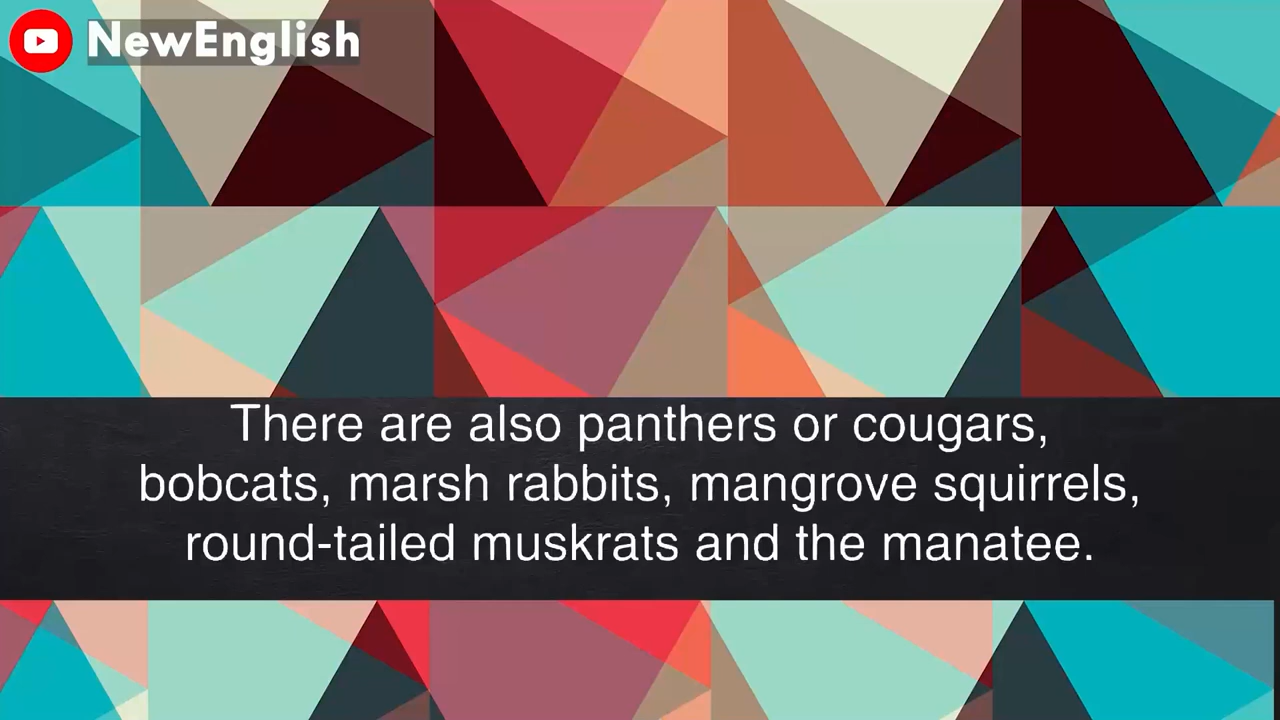 NewEnglish
There are also panthers or cougars,
bobcats, marsh rabbits, mangrove squirrels,
round-tailed muskrats and the manatee.